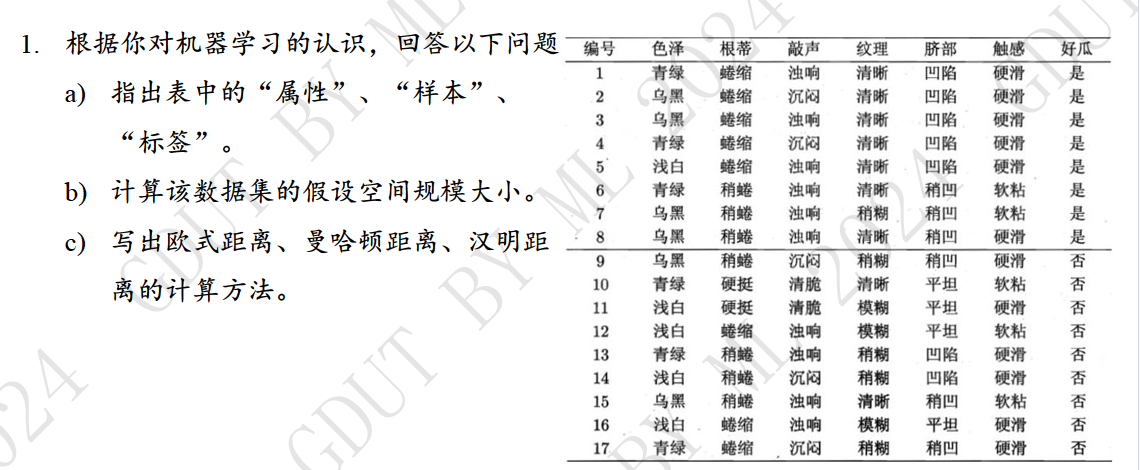 1. 根据你对机器学习的认识，回答以下问题
a) 指出表中的“属性”、“样本”、
“标签”。
b) 计算该数据集的假设空间规模大小。
c) 写出欧式距离、曼哈顿距离、汉明距
离的计算方法。
编号 色泽 根蒂 敲声 纹理 脐部 触感 好瓜
1 青绿 蜷缩 浊响 清晰 凹陷 硬滑 是
2 乌黑 蜷缩 沉闷 清晰 凹陷 硬滑 是
3 乌黑 蜷缩 浊响 清晰 凹陷 硬滑 是
4 青绿 蜷缩 沉闷 清晰 凹陷 硬滑 是
5 浅白 蜷缩 浊响 清晰 凹陷 硬滑 是
6 青绿 稍蜷 浊响 清晰 稍凹 软粘 是
7 乌黑 稍蜷 浊响 稍糊 稍凹 软粘 是
8 乌黑 稍蜷 浊响 清晰 稍凹 硬滑 是
9 乌黑 稍蜷 沉闷 稍糊 稍凹 硬滑 否
10 青绿 硬挺 清脆 清晰 平坦 软粘 否
11 浅白 硬挺 清脆 模糊 平坦 硬滑 否
12 浅白 蜷缩 浊响 模糊 平坦 软粘 否
13 青绿 稍蜷 浊响 稍糊 凹陷 硬滑 否
14 浅白 稍蜷 沉闷 稍糊 凹陷 硬滑 否
15 乌黑 稍蜷 浊响 清晰 稍凹 软粘 否
16 浅白 蜷缩 浊响 模糊 平坦 硬滑 否
17 青绿 蜷缩 沉闷 稍糊 稍凹 硬滑 否
GDUT BY ML 2024
GDUT BY ML 2024
BY ML 2024
GDUT
2024